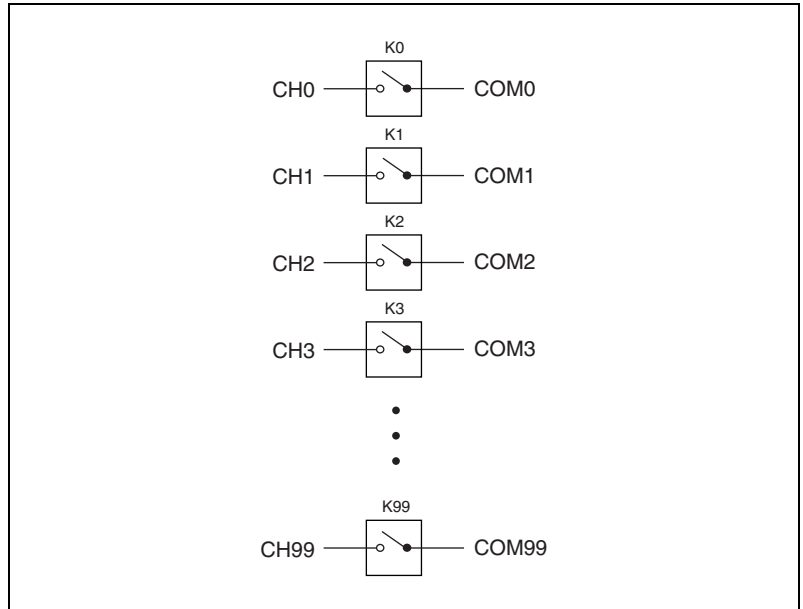 K0
CH0 COM0
K1
CH1 COM1
K2
CH2 COM2
K3
CH3 COM3
K99
CH99 COM99